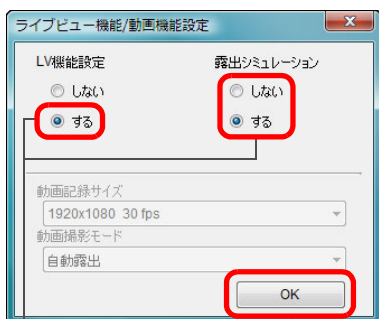 ライブビュー機能/動画機能設定
LV機能設定
しない
する
露出シミュレーション
しない
する
動画記録サイズ
1920x1080 30 fps
動画撮影モード
自動露出
OK